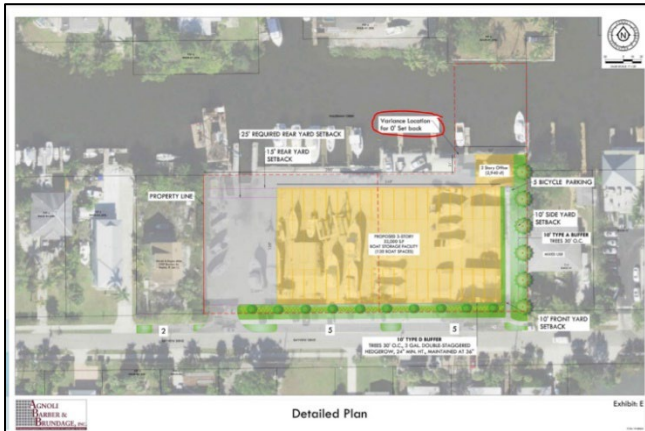 Variance Location
for 0' Set back
25' REQUIRED REAR YARD SETBACK
15' REAR YARD
SETBACK
PROPERTY LINE
2 Story Office
3 BICYCLE PARKING
10' SIDE YARD
SETBACK
10' TYPE A BUFFER
TREES 30' O.C.
PROPOSED
BOAT STORAGE FACILITY
(120 BOAT SPACES)
10' FRONT YARD
SETBACK
2
5
5
10' TYPE D BUFFER
TREES 30' O.C., 3 GAL DOUBLE STAGGERED
HEDGEROW, 24" MIN. HT., MAINTAINED AT 36"
AGNOLI
BARBER &
BRUNDAGE, INC.
Detailed Plan
Exhibit: E